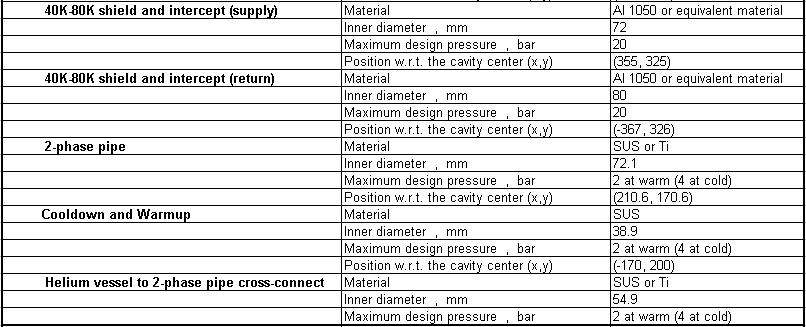 40K-80K shield and intercept (supply) Material Al 1050 or equivalent material
Inner diameter , mm 72
Maximum design pressure , bar 20
Position w.r.t. the cavity center (x,y) (355, 325)
40K-80K shield and intercept (return) Material Al 1050 or equivalent material
Inner diameter , mm 80
Maximum design pressure , bar 20
Position w.r.t. the cavity center (x,y) (-367, 326)
2-phase pipe Material SUS or Ti
Inner diameter , mm 72.1
Maximum design pressure , bar 2 at warm (4 at cold)
Position w.r.t. the cavity center (x,y) (210.6, 170.6)
Cooldown and Warmup Material SUS
Inner diameter , mm 38.9
Maximum design pressure , bar 2 at warm (4 at cold)
Position w.r.t. the cavity center (x,y) (-170, 200)
Helium vessel to 2-phase pipe cross-connect Material SUS or Ti
Inner diameter , mm 54.9
Maximum design pressure , bar 2 at warm (4 at cold)